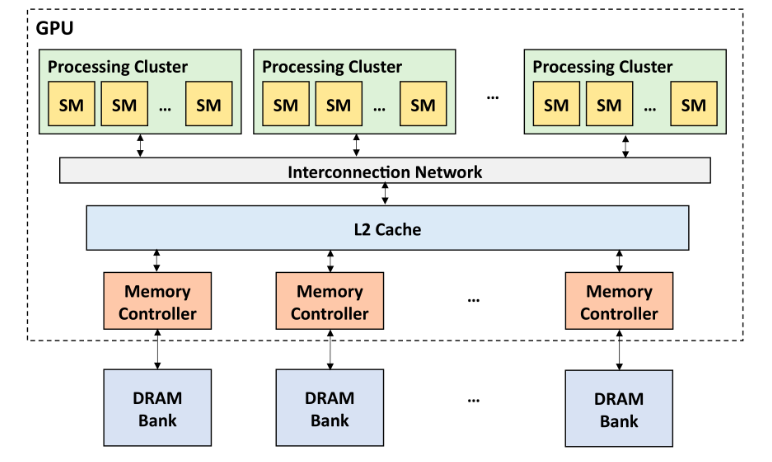 GPU
Processing Cluster
SM SM ... SM
Processing Cluster
SM SM ... SM
...
Processing Cluster
SM SM ... SM
Interconnection Network
L2 Cache
Memory
Controller
Memory
Controller
...
Memory
Controller
DRAM
Bank
DRAM
Bank
...
DRAM
Bank